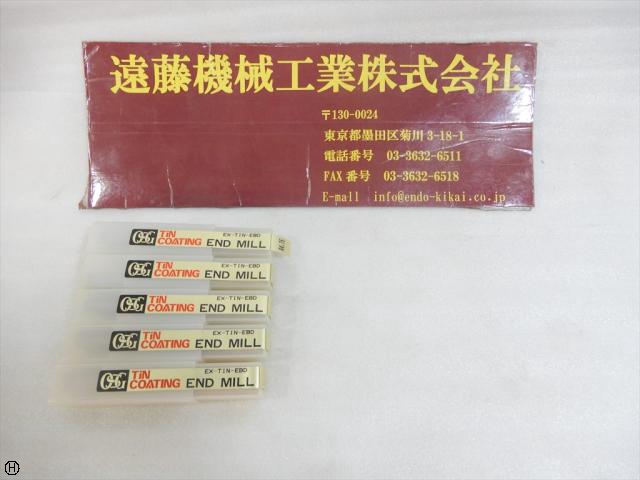 遠藤機械工業株式会社
〒130-0024
東京都墨田区菊川3-18-1
電話番号 03-3632-6511
FAX番号 03-3632-6518
E-mail info@endo-kikai.co.jp
OSG TiN COATING EX-TIN-EBD END MILL
OSG TiN COATING EX-TIN-EBD END MILL
OSG TiN COATING EX-TIN-EBD END MILL
OSG TiN COATING EX-TIN-EBD END MILL
OSG TiN COATING EX-TIN-EBD END MILL
H